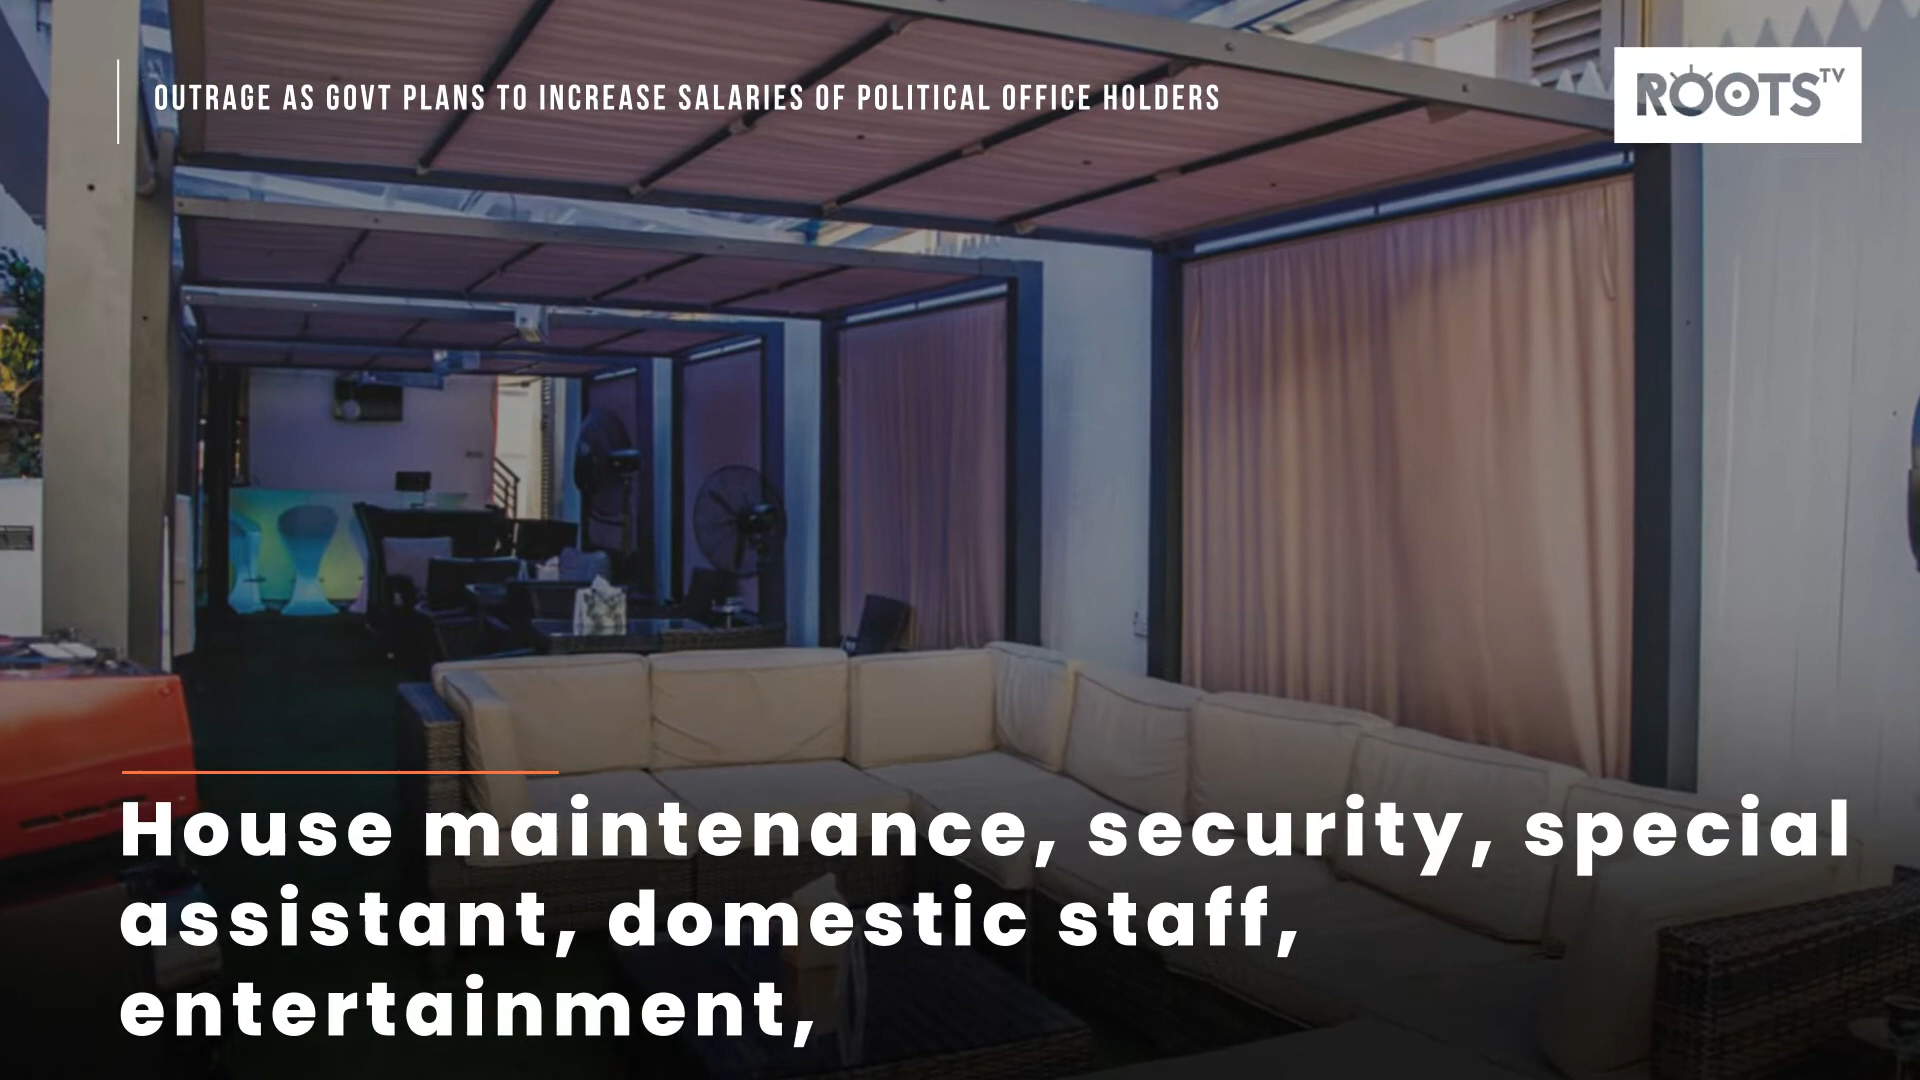 OUTRAGE AS GOVT PLANS TO INCREASE SALARIES OF POLITICAL OFFICE HOLDERS
ROOTS TV
House maintenance, security, special
assistant, domestic staff,
entertainment,